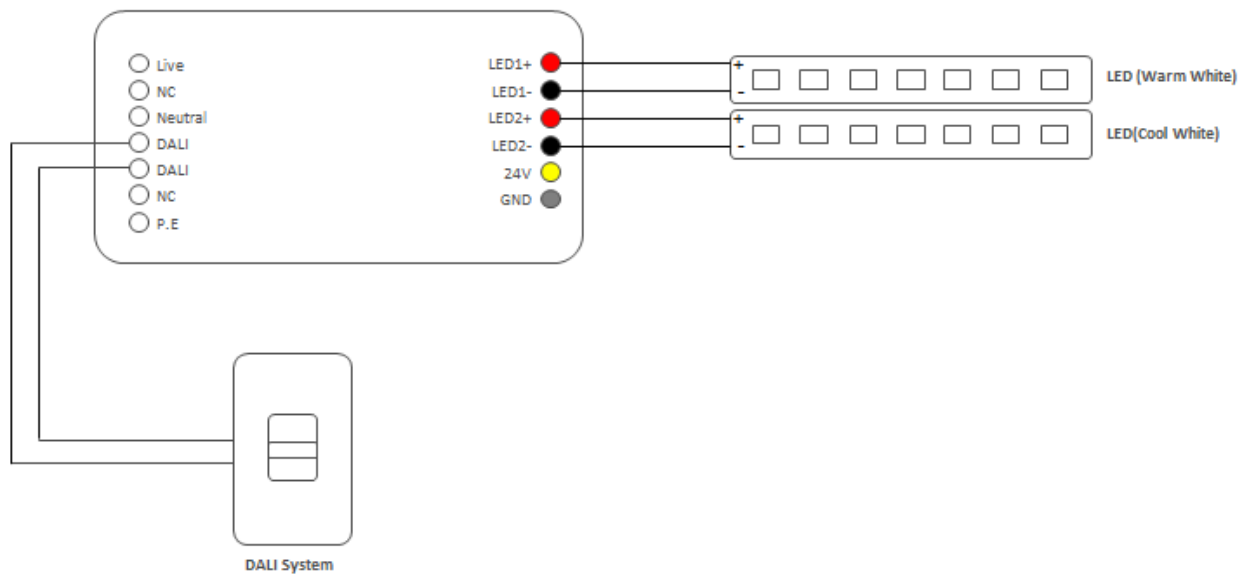 Live
NC
Neutral
DALI
DALI
NC
P.E
LED1+
LED1-
LED2+
LED2-
24V
GND
+
-
LED (Warm White)
+
-
LED(Cool White)
DALI System